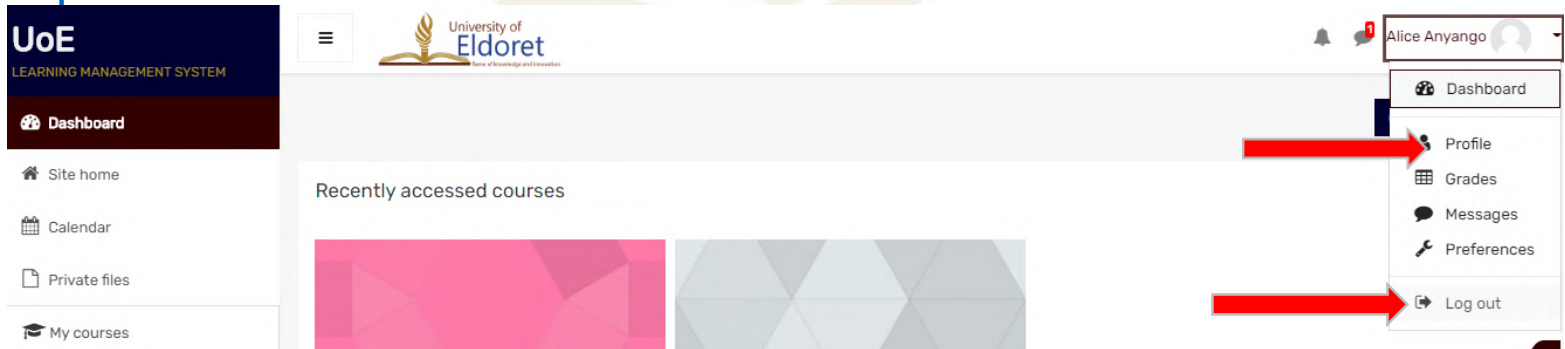 UoE
LEARNING MANAGEMENT SYSTEM
University of
Eldoret
1
Alice Anyango
Dashboard
Site home
Calendar
Private files
My courses
Recently accessed courses
Dashboard
Profile
Grades
Messages
Preferences
Log out